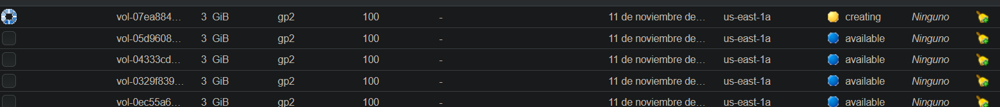 vol-07ea884… 3 GiB gp2 100 - 11 de noviembre de… us-east-1a creating Ninguno
vol-05d9608… 3 GiB gp2 100 - 11 de noviembre de… us-east-1a available Ninguno
vol-04333cd… 3 GiB gp2 100 - 11 de noviembre de… us-east-1a available Ninguno
vol-0329f839… 3 GiB gp2 100 - 11 de noviembre de… us-east-1a available Ninguno
vol-0ec55a6… 3 GiB gp2 100 - 11 de noviembre de… us-east-1a available Ninguno